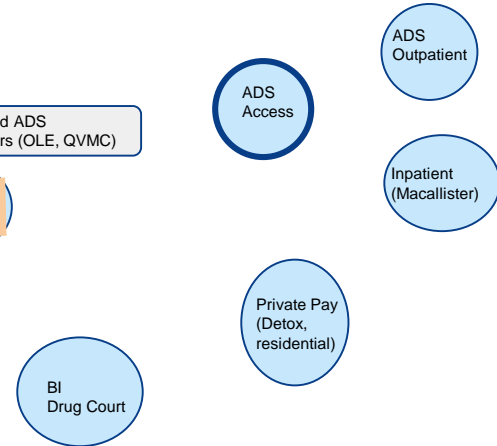 ADS
Outpatient
ADS
Access
d ADS
rs (OLE, QVMC)
Inpatient
(Macallister)
Private Pay
(Detox,
residential)
BI
Drug Court